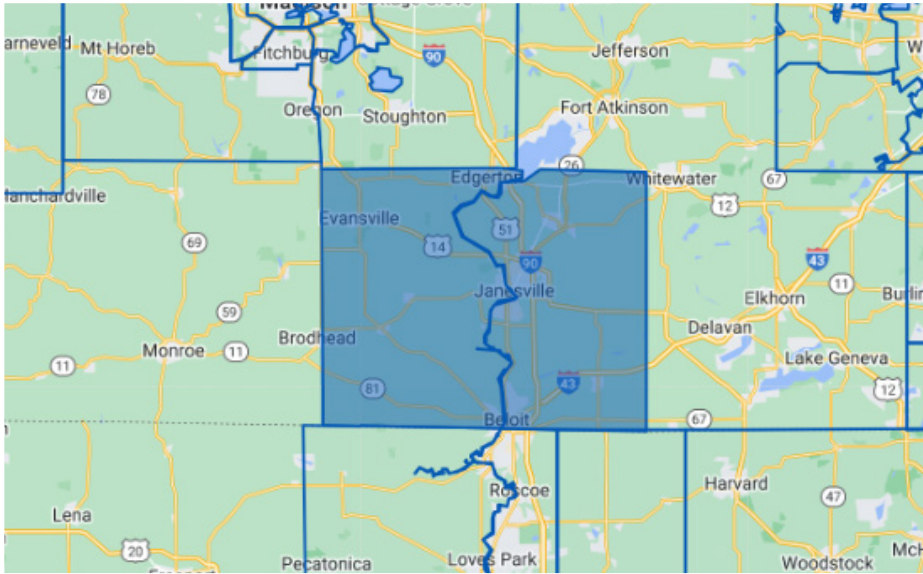 Mt Horeb
Fitchburg
90
Jefferson
78
Oregon
Stoughton
Fort Atkinson
26
Edgerton
67
Whitewater
12
Evansville
51
69
14
90
43
Janesville
11
Elkhorn
59
Brodhead
Delavan
Monroe
11
11
Lake Geneva
81
43
12
Beloit
67
Harvard
Roscoe
47
Lena
20
Pecatonica
Loves Park
Woodstock